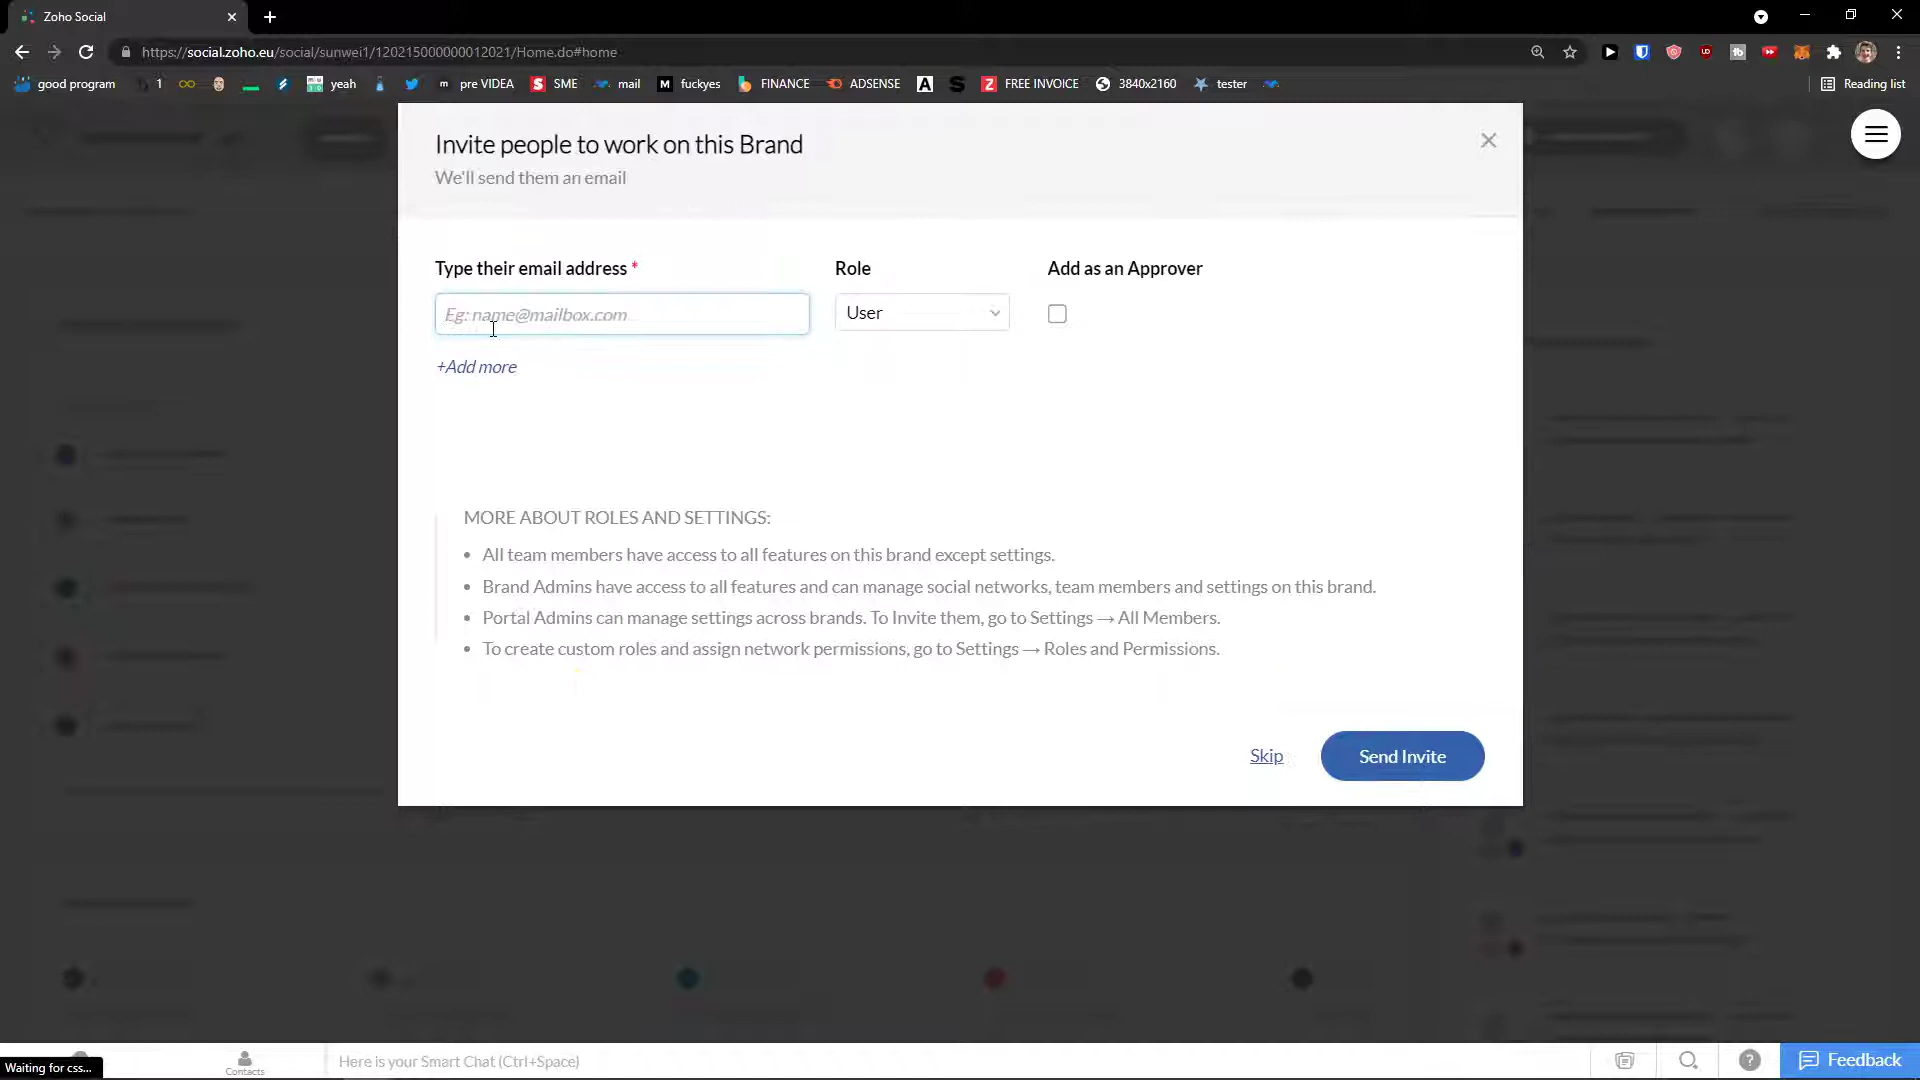 Zoho Social
https://social.zoho.eu/social/sunwei1/120215000000012021/Home.do#home
good program 1 yeah pre VIDEA SME mail fuckyes FINANCE ADSENSE FREE INVOICE 3840x2160 tester Reading list
Invite people to work on this Brand
We'll send them an email
Type their email address * Role Add as an Approver
Eg: name@mailbox.com User
+Add more
MORE ABOUT ROLES AND SETTINGS:
• All team members have access to all features on this brand except settings.
• Brand Admins have access to all features and can manage social networks, team members and settings on this brand.
• Portal Admins can manage settings across brands. To Invite them, go to Settings → All Members.
• To create custom roles and assign network permissions, go to Settings → Roles and Permissions.
Skip Send Invite
Waiting for css... Contacts Here is your Smart Chat (Ctrl+Space) Feedback